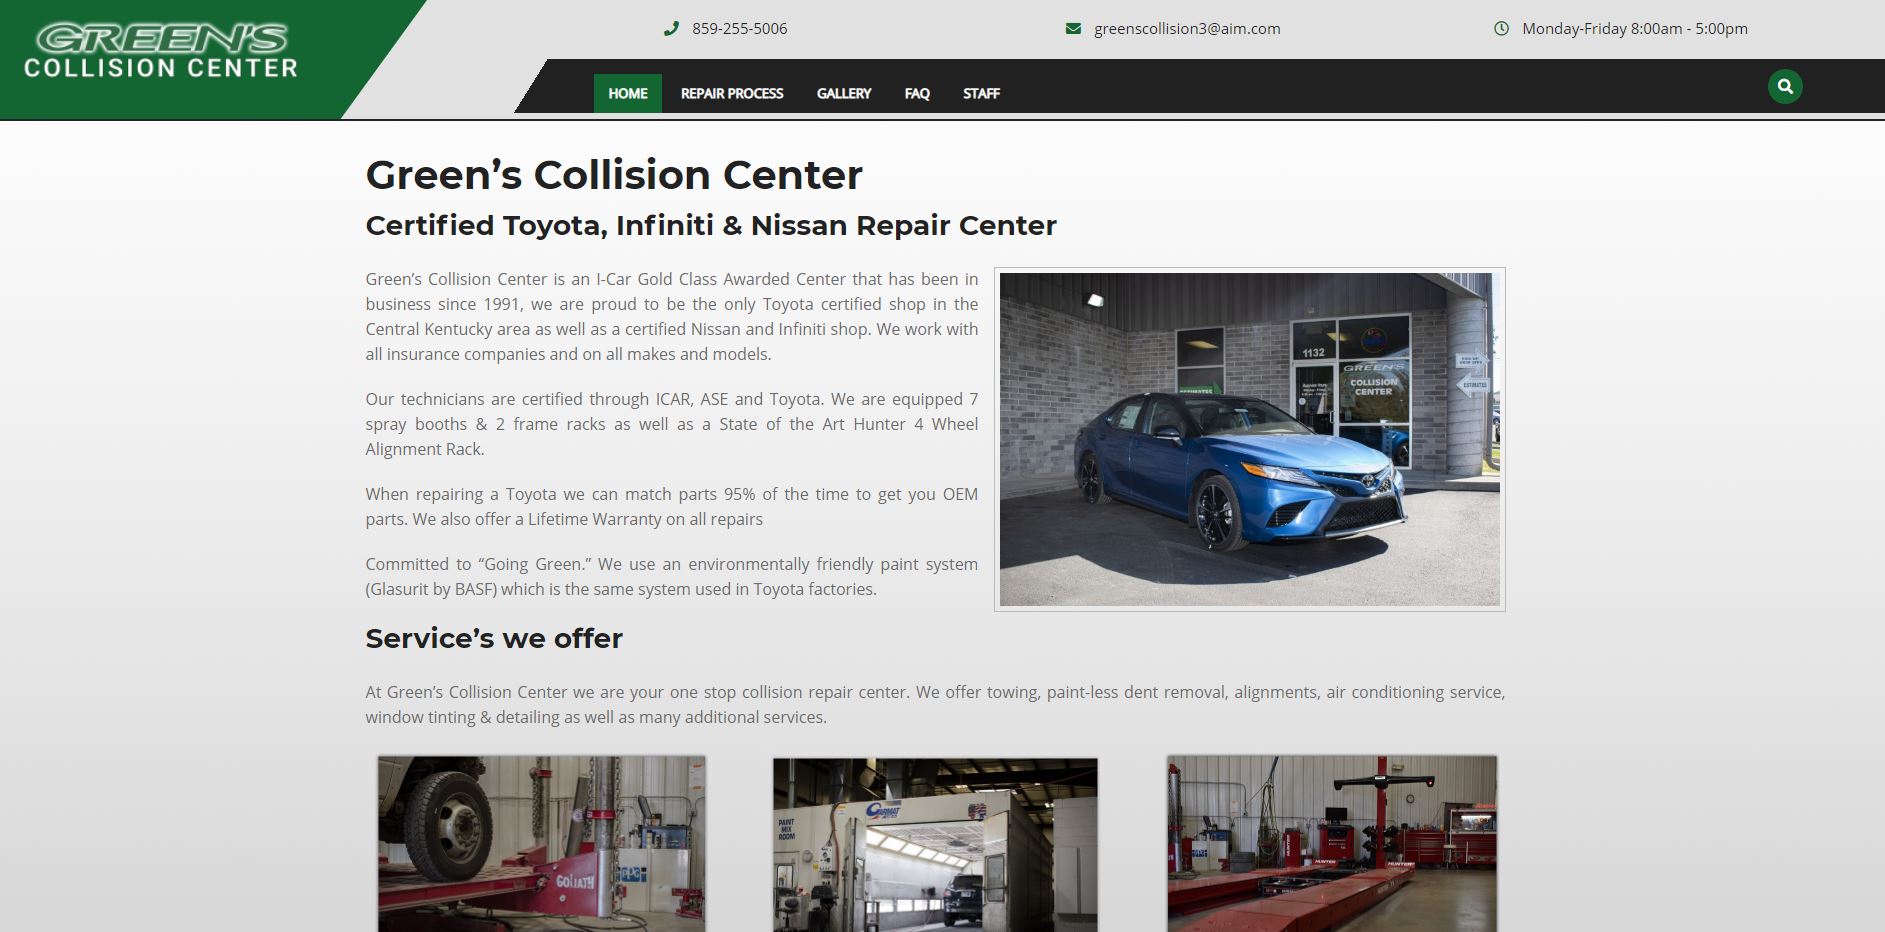 GREEN'S
COLLISION CENTER
859-255-5006
greenscollision3@aim.com
Monday-Friday 8:00am - 5:00pm
HOME
REPAIR PROCESS
GALLERY
FAQ
STAFF
Green’s Collision Center
Certified Toyota, Infiniti & Nissan Repair Center
Green’s Collision Center is an I-Car Gold Class Awarded Center that has been in
business since 1991, we are proud to be the only Toyota certified shop in the
Central Kentucky area as well as a certified Nissan and Infiniti shop. We work with
all insurance companies and on all makes and models.
Our technicians are certified through ICAR, ASE and Toyota. We are equipped 7
spray booths & 2 frame racks as well as a State of the Art Hunter 4 Wheel
Alignment Rack.
When repairing a Toyota we can match parts 95% of the time to get you OEM
parts. We also offer a Lifetime Warranty on all repairs
Committed to “Going Green.” We use an environmentally friendly paint system
(Glasurit by BASF) which is the same system used in Toyota factories.
1132
GREEN'S
COLLISION
CENTER
ESTIMATES
ESTIMATES
Service’s we offer
At Green’s Collision Center we are your one stop collision repair center. We offer towing, paint-less dent removal, alignments, air conditioning service,
window tinting & detailing as well as many additional services.
GOLIATH
PPG
GARMAT
PAINT
MIX
ROOM
HUNTER
HUNTER
HUNTER